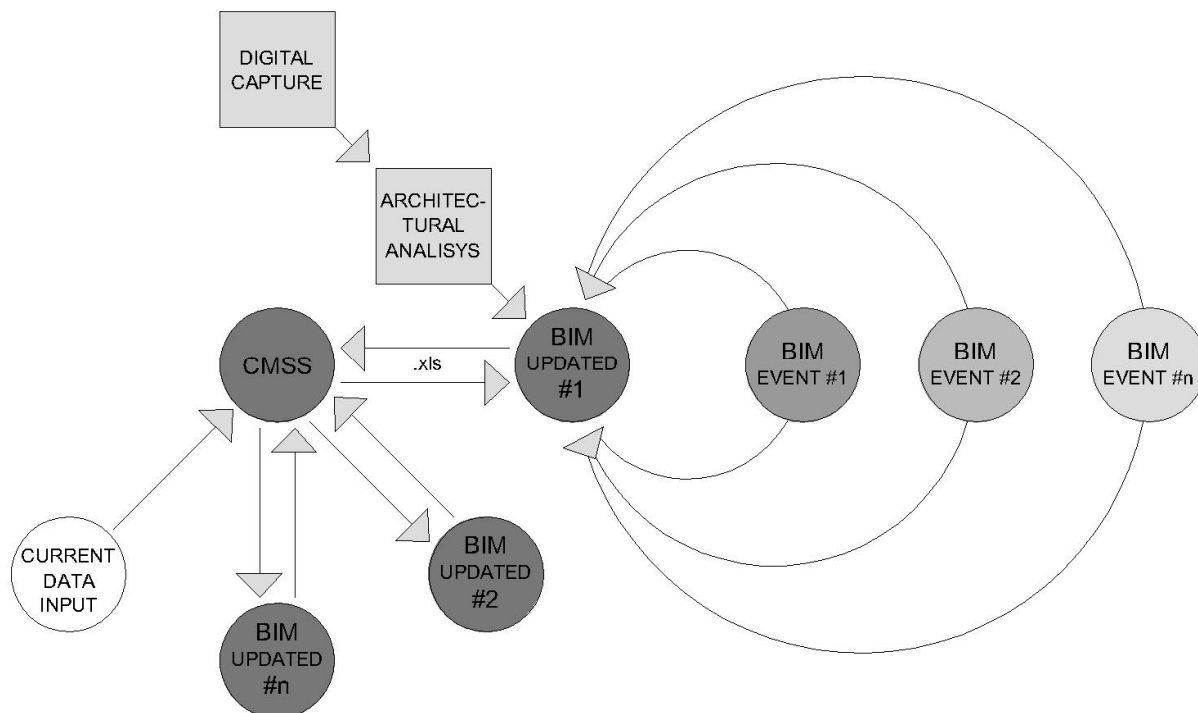 DIGITAL
CAPTURE
ARCHITEC-
TURAL
ANALISYS
CMSS
.xls
BIM
UPDATED
#1
BIM
EVENT #1
BIM
EVENT #2
BIM
EVENT #n
CURRENT
DATA
INPUT
BIM
UPDATED
#2
BIM
UPDATED
#n